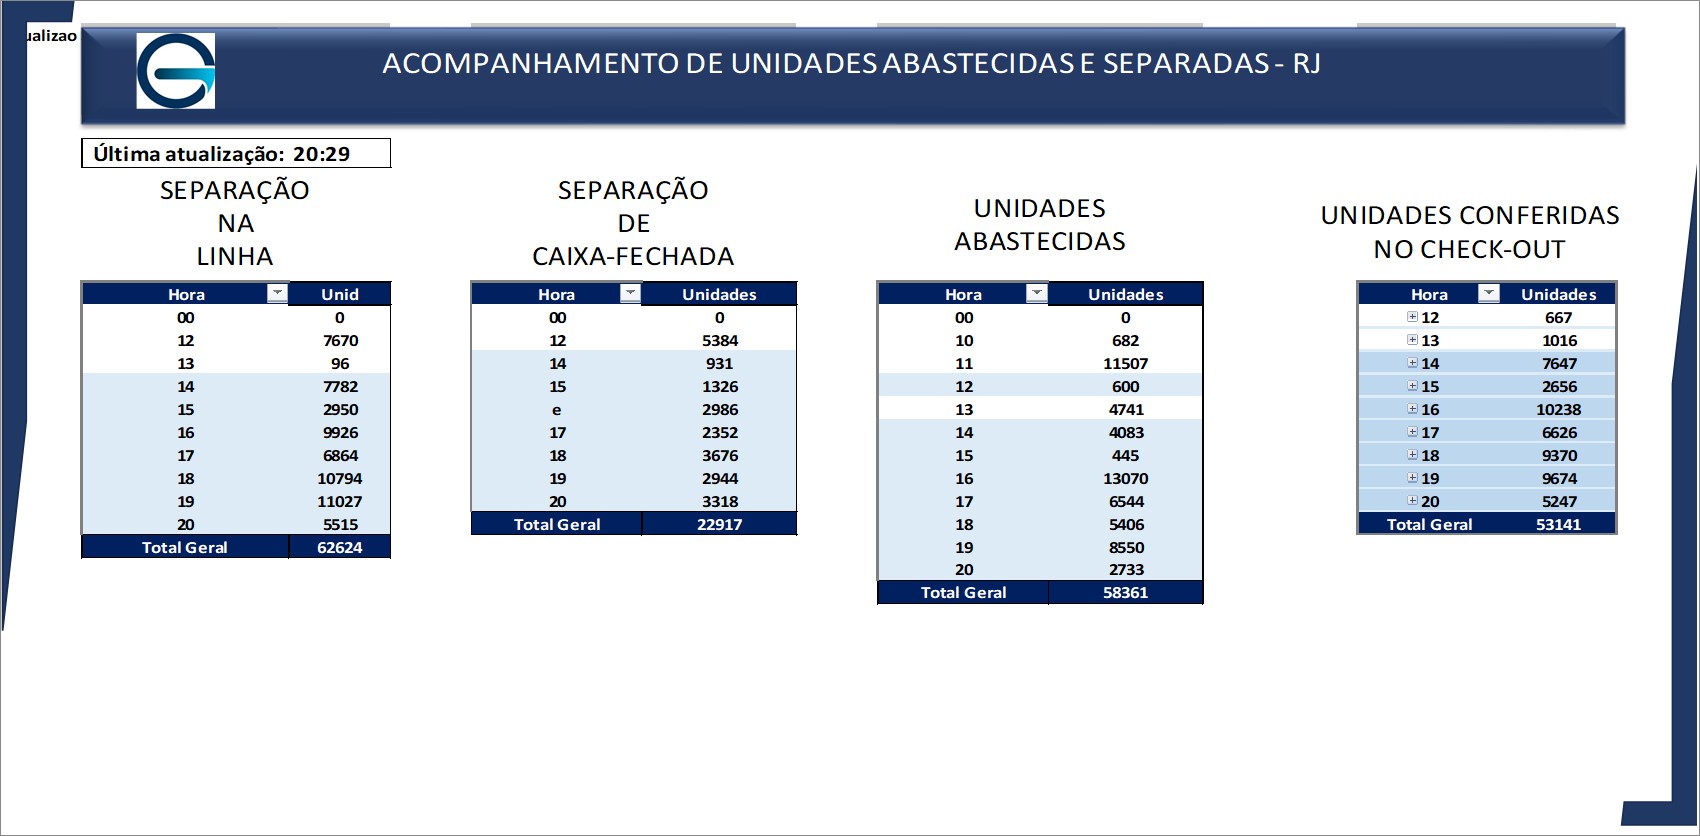 ualizao
ACOMPANHAMENTO DE UNIDADES ABASTECIDAS E SEPARADAS - RJ
Última atualização: 20:29
SEPARAÇÃO
NA
LINHA
Hora Unid
00 0
12 7670
13 96
14 7782
15 2950
16 9926
17 6864
18 10794
19 11027
20 5515
Total Geral 62624
SEPARAÇÃO
DE
CAIXA-FECHADA
Hora Unidades
00 0
12 5384
14 931
15 1326
e 2986
17 2352
18 3676
19 2944
20 3318
Total Geral 22917
UNIDADES
ABASTECIDAS
Hora Unidades
00 0
10 682
11 11507
12 600
13 4741
14 4083
15 445
16 13070
17 6544
18 5406
19 8550
20 2733
Total Geral 58361
UNIDADES CONFERIDAS
NO CHECK-OUT
Hora Unidades
12 667
13 1016
14 7647
15 2656
16 10238
17 6626
18 9370
19 9674
20 5247
Total Geral 53141